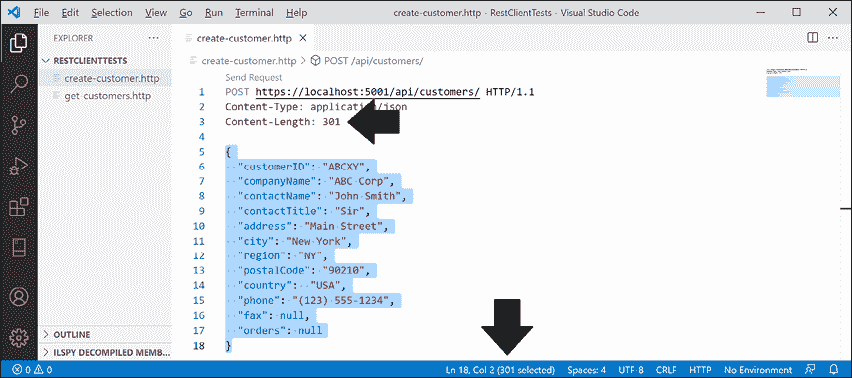 File Edit Selection View Go Run Terminal Help create-customer.http - RestClientTests - Visual Studio Code
EXPLORER ··· create-customer.http ×
RESTCLIENTTESTS create-customer.http > POST /api/customers/
create-customer.http
get-customers.http
Send Request
1 POST https://localhost:5001/api/customers/ HTTP/1.1
2 Content-Type: application/json
3 Content-Length: 301
4
5 {
6 "customerID": "ABCXY",
7 "companyName": "ABC Corp",
8 "contactName": "John Smith",
9 "contactTitle": "Sir",
10 "address": "Main Street",
11 "city": "New York",
12 "region": "NY",
13 "postalCode": "90210",
14 "country": "USA",
15 "phone": "(123) 555-1234",
16 "fax": null,
17 "orders": null
18 }
OUTLINE
ILSPY DECOMPILED MEMB...
0 0 Ln 18, Col 2 (301 selected) Spaces: 4 UTF-8 CRLF HTTP No Environment